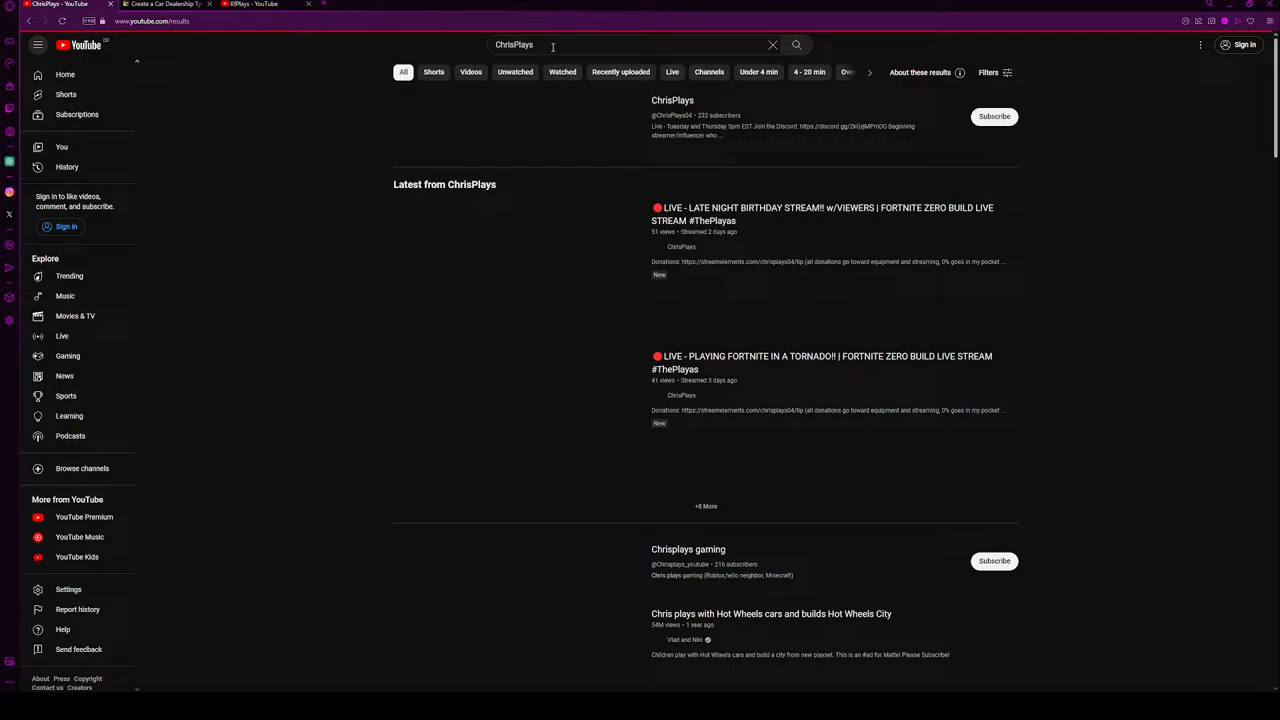 ChrisPlays - YouTube
Create a Car Dealership Ty
KfPlays - YouTube
VPN
www.youtube.com/results
YouTube DE
ChrisPlays
Sign in
All
Shorts
Videos
Unwatched
Watched
Recently uploaded
Live
Channels
Under 4 min
4 - 20 min
Ov
About these results
Filters
Home
Shorts
Subscriptions
You
History
Sign in to like videos,
comment, and subscribe.
Sign in
Explore
Trending
Music
Movies & TV
Live
Gaming
News
Sports
Learning
Podcasts
Browse channels
More from YouTube
YouTube Premium
YouTube Music
YouTube Kids
Settings
Report history
Help
Send feedback
About Press Copyright
Contact us Creators
ChrisPlays
@ChrisPlays04 • 232 subscribers
Live - Tuesday and Thursday 5pm EST Join the Discord: https://discord.gg/2kGyjMPmDG Beginning
streamer/influencer who ...
Subscribe
Latest from ChrisPlays
LIVE - LATE NIGHT BIRTHDAY STREAM!! w/VIEWERS | FORTNITE ZERO BUILD LIVE
STREAM #ThePlayas
51 views • Streamed 2 days ago
ChrisPlays
Donations: https://streamelements.com/chrisplays04/tip (all donations go toward equipment and streaming, 0% goes in my pocket ...
New
LIVE - PLAYING FORTNITE IN A TORNADO!! | FORTNITE ZERO BUILD LIVE STREAM
#ThePlayas
41 views • Streamed 3 days ago
ChrisPlays
Donations: https://streamelements.com/chrisplays04/tip (all donations go toward equipment and streaming, 0% goes in my pocket ...
New
+8 More
Chrisplays gaming
@Chrisplays_youtube • 216 subscribers
Chris plays gaming (Roblox,hello neighbor, Minecraft)
Subscribe
Chris plays with Hot Wheels cars and builds Hot Wheels City
54M views • 1 year ago
Vlad and Niki
Children play with Hot Wheels cars and build a city from new playset. This is an #ad for Mattel Please Subscribe!